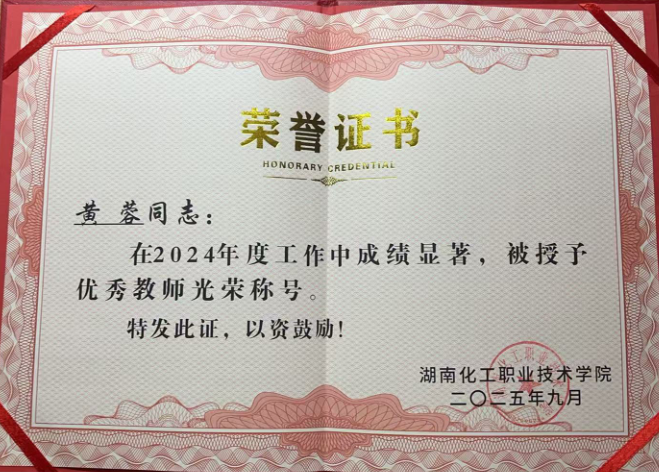 荣誉证书
HONORARY CREDENTIAL
黄蓉同志：
在2024年度工作中成绩显著，被授予
优秀教师光荣称号。
特发此证，以资鼓励！
湖南化工职业技术学院
二〇二五年九月